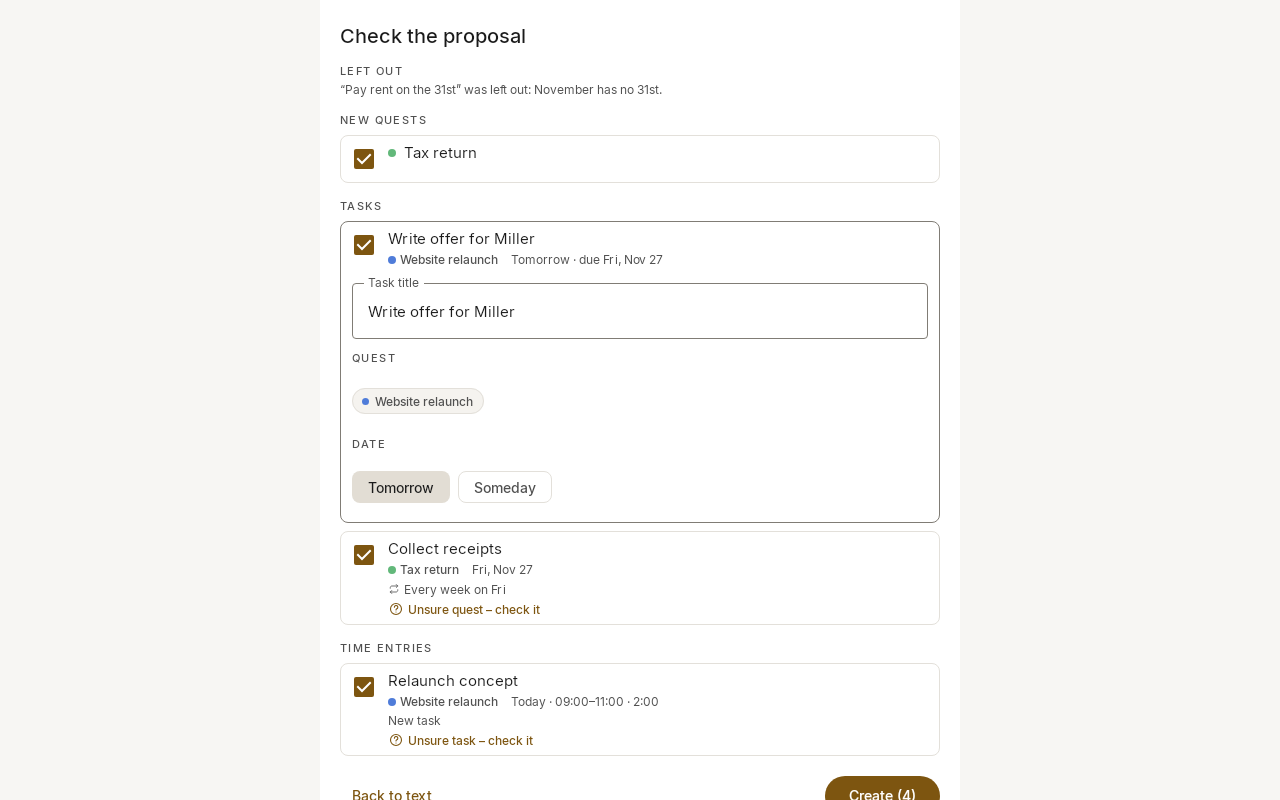 Check the proposal
LEFT OUT
“Pay rent on the 31st” was left out: November has no 31st.
NEW QUESTS
Tax return
TASKS
Write offer for Miller
Website relaunch Tomorrow · due Fri, Nov 27
Task title
Write offer for Miller
QUEST
Website relaunch
DATE
Tomorrow Someday
Collect receipts
Tax return Fri, Nov 27
Every week on Fri
Unsure quest – check it
TIME ENTRIES
Relaunch concept
Website relaunch Today · 09:00–11:00 · 2:00
New task
Unsure task – check it
Back to text Create (4)